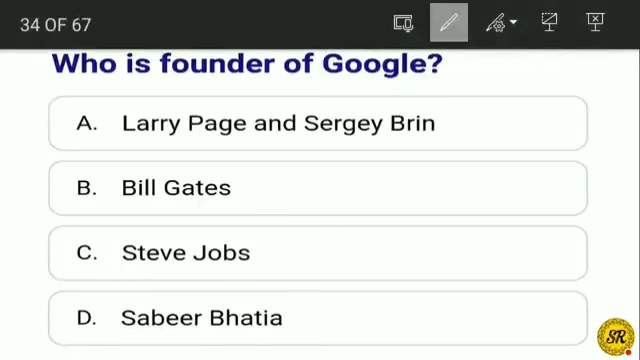 34 OF 67
Who is founder of Google?
A. Larry Page and Sergey Brin
B. Bill Gates
C. Steve Jobs
D. Sabeer Bhatia
SR